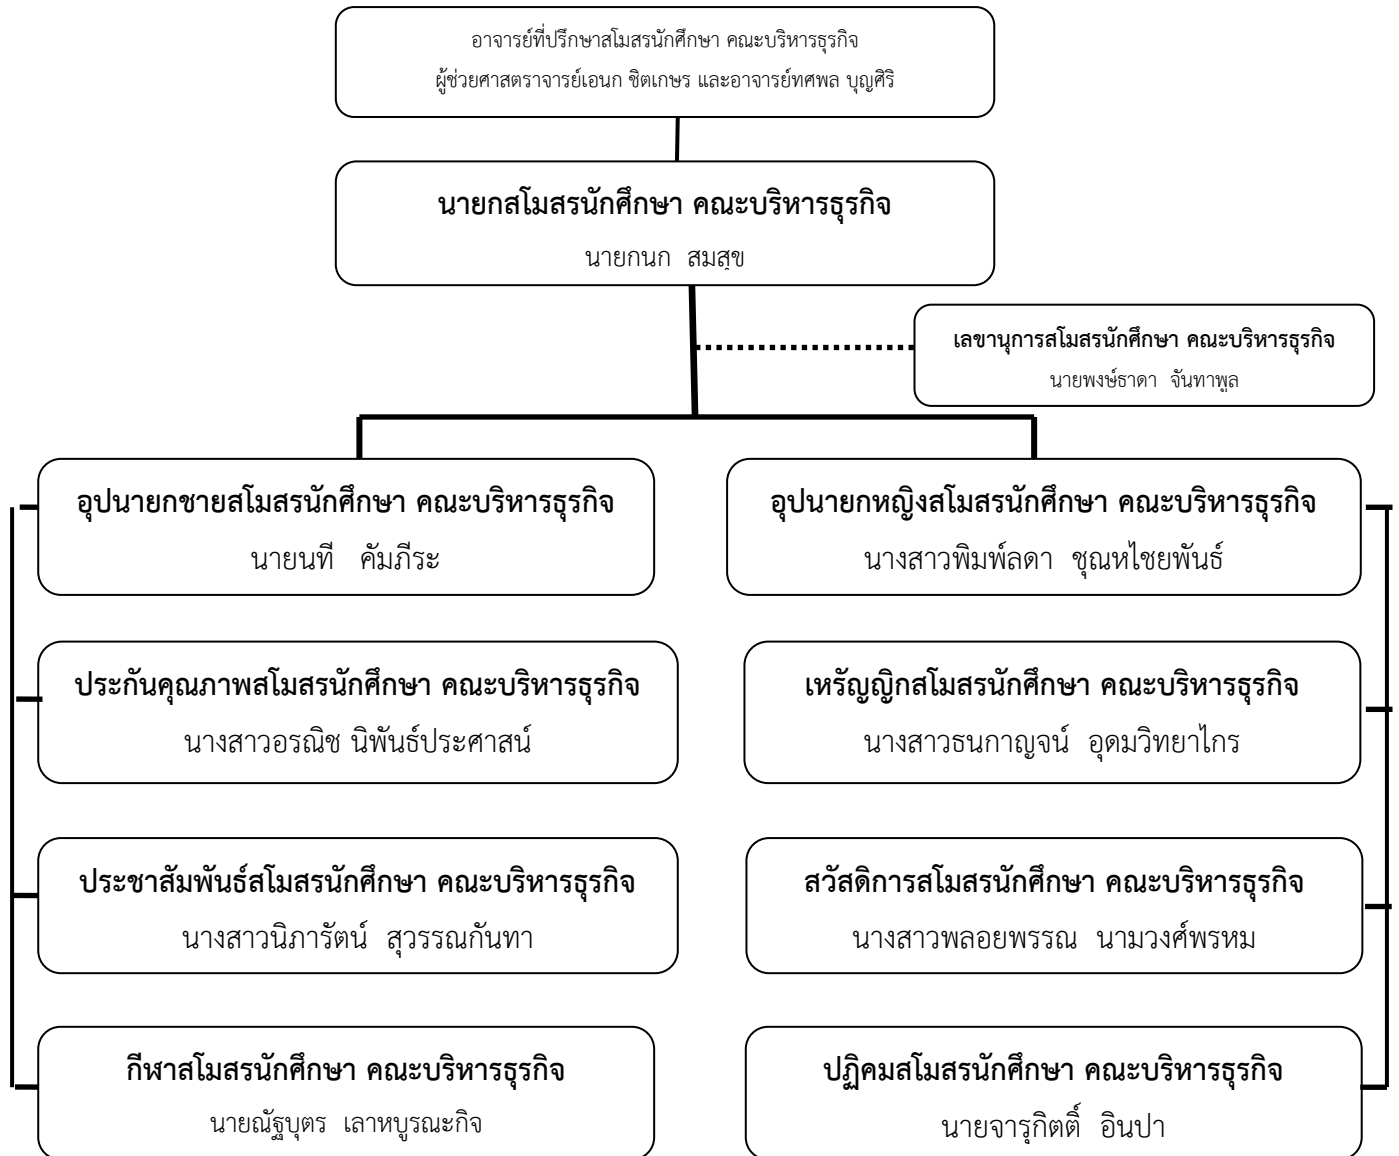 อาจารย์ที่ปรึกษาสโมสรนักศึกษา คณะบริหารธุรกิจ
ผู้ช่วยศาสตราจารย์เอนก ชิตเกษร และอาจารย์ทศพล บุญศิริ
นายกสโมสรนักศึกษา คณะบริหารธุรกิจ
นายกนก สมสุข
เลขานุการสโมสรนักศึกษา คณะบริหารธุรกิจ
นายพงษ์ธาดา จันทาพูล
อุปนายกชายสโมสรนักศึกษา คณะบริหารธุรกิจ
นายนที คัมภีระ
อุปนายกหญิงสโมสรนักศึกษา คณะบริหารธุรกิจ
นางสาวพิมพ์ลดา ชุณหไชยพันธ์
ประกันคุณภาพสโมสรนักศึกษา คณะบริหารธุรกิจ
นางสาวอรณิช นิพันธ์ประศาสน์
เหรัญญิกสโมสรนักศึกษา คณะบริหารธุรกิจ
นางสาวธนกาญจน์ อุดมวิทยาไกร
ประชาสัมพันธ์สโมสรนักศึกษา คณะบริหารธุรกิจ
นางสาวนิภารัตน์ สุวรรณกันทา
สวัสดิการสโมสรนักศึกษา คณะบริหารธุรกิจ
นางสาวพลอยพรรณ นามวงศ์พรหม
กีฬาสโมสรนักศึกษา คณะบริหารธุรกิจ
นายณัฐบุตร เลาหบูรณะกิจ
ปฏิคมสโมสรนักศึกษา คณะบริหารธุรกิจ
นายจารุกิตติ์ อินปา